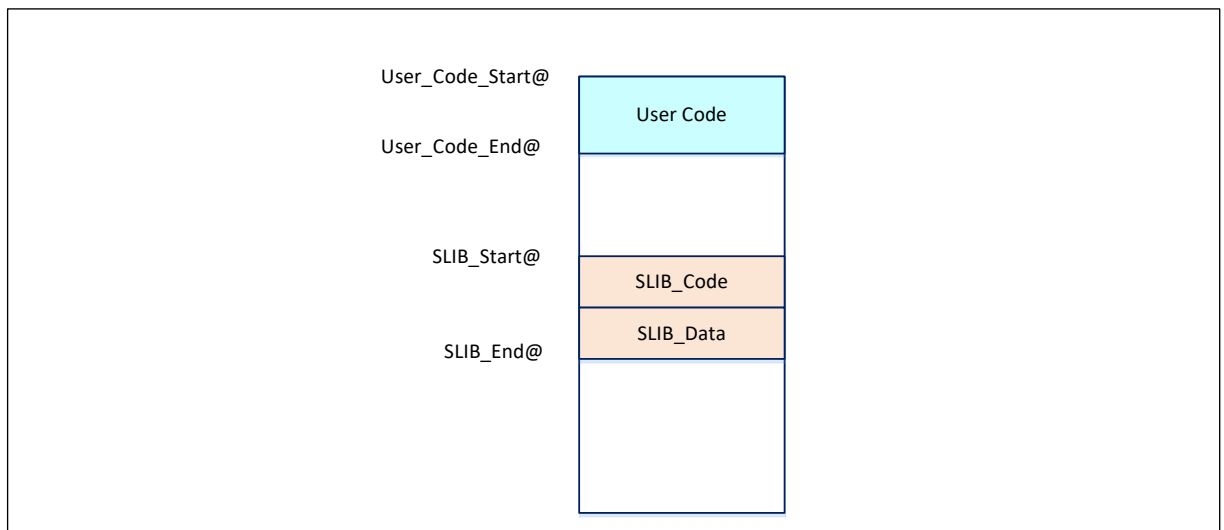 User_Code_Start@
User Code
User_Code_End@
SLIB_Start@
SLIB_Code
SLIB_Data
SLIB_End@